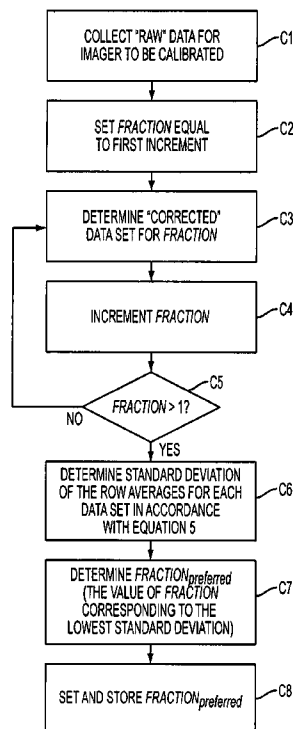 COLLECT "RAW" DATA FOR
IMAGER TO BE CALIBRATED
C1
SET FRACTION EQUAL
TO FIRST INCREMENT
C2
DETERMINE "CORRECTED"
DATA SET FOR FRACTION
C3
INCREMENT FRACTION
C4
FRACTION > 1?
C5
NO
YES
DETERMINE STANDARD DEVIATION
OF THE ROW AVERAGES FOR EACH
DATA SET IN ACCORDANCE
WITH EQUATION 5
C6
DETERMINE FRACTIONpreferred
(THE VALUE OF FRACTION
CORRESPONDING TO THE
LOWEST STANDARD DEVIATION)
C7
SET AND STORE FRACTIONpreferred
C8